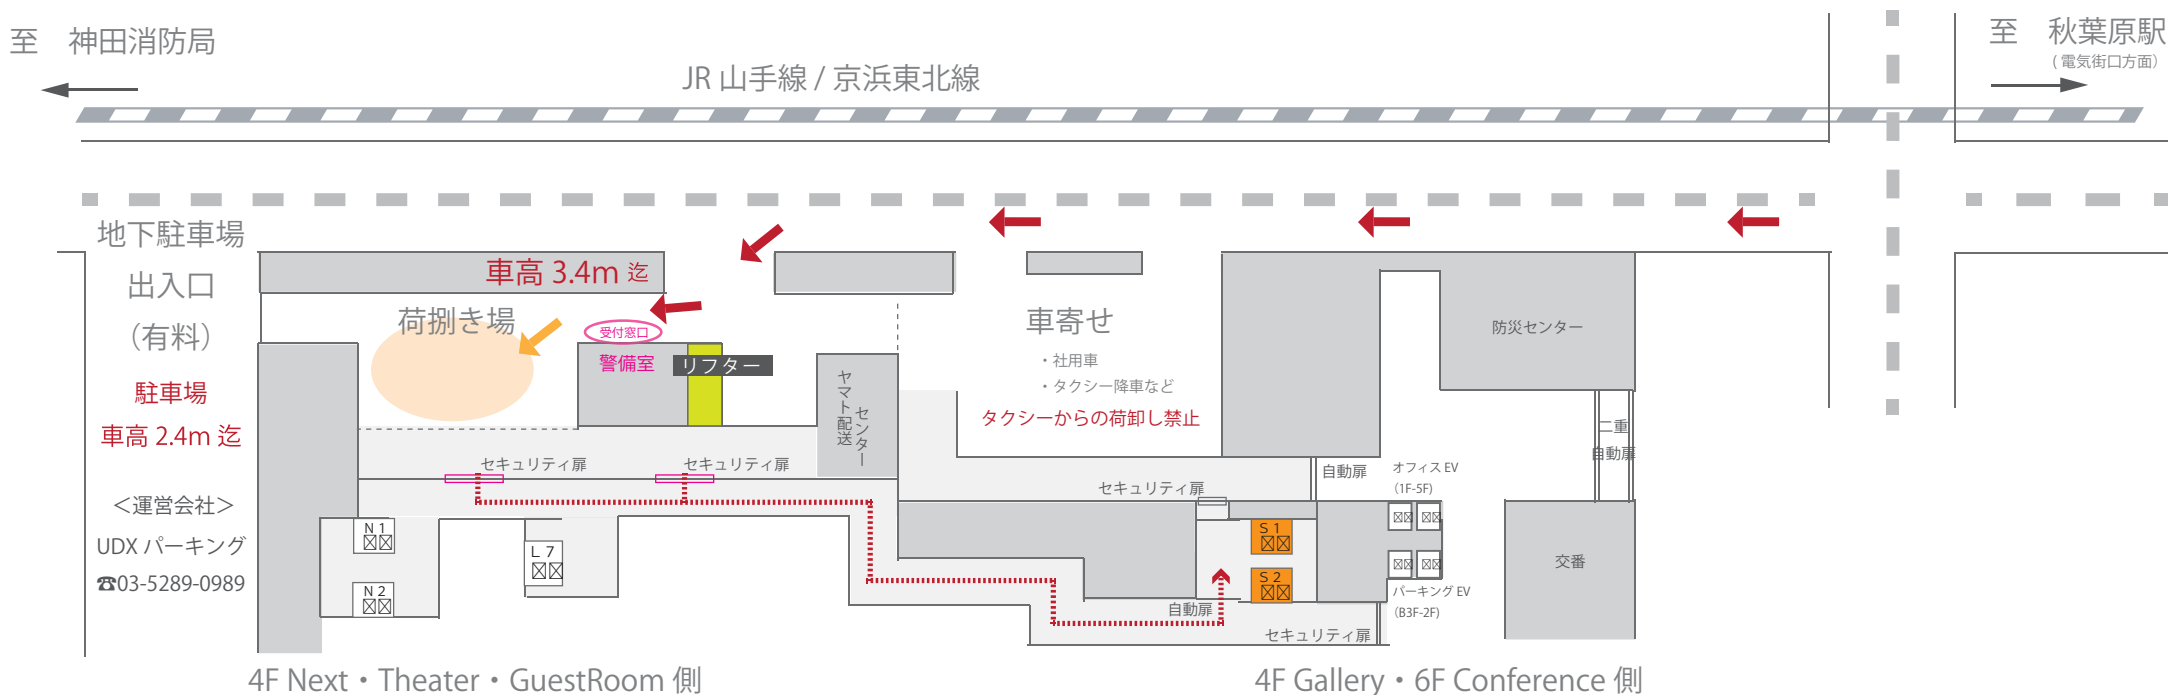 至　神田消防局
至　秋葉原駅
(電気街口方面)
JR 山手線 / 京浜東北線
地下駐車場
出入口
（有料）
駐車場
車高 2.4m 迄
＜運営会社＞
UDX パーキング
☎03-5289-0989
車高 3.4m 迄
荷捌き場
受付窓口
警備室
リフター
ヤマト配送
センター
車寄せ
・社用車
・タクシー降車など
タクシーからの荷卸し禁止
防災センター
二重
自動扉
セキュリティ扉
セキュリティ扉
セキュリティ扉
自動扉
オフィス EV
(1F-5F)
N 1
N 2
L 7
S 1
S 2
交番
パーキング EV
(B3F-2F)
自動扉
セキュリティ扉
4F Next・Theater・GuestRoom 側
4F Gallery・6F Conference 側